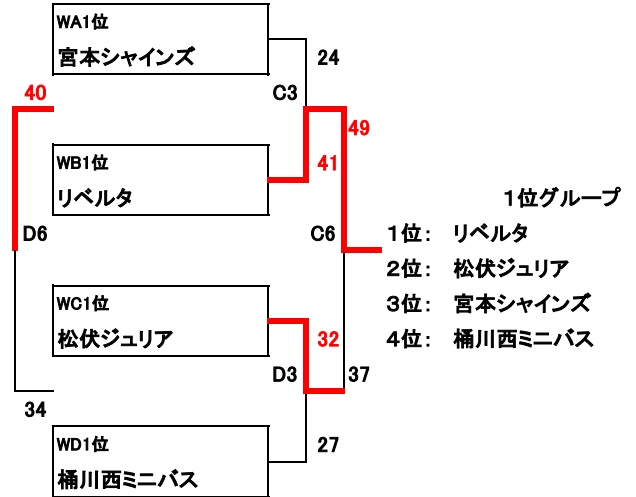 WA1位
宮本シャインズ
24
40
C3
49
WB1位
41
リベルタ
1位グループ
D6
C6
1位： リベルタ
2位： 松伏ジュリア
WC1位
3位： 宮本シャインズ
松伏ジュリア
32
4位： 桶川西ミニバス
D3
37
34
WD1位
27
桶川西ミニバス